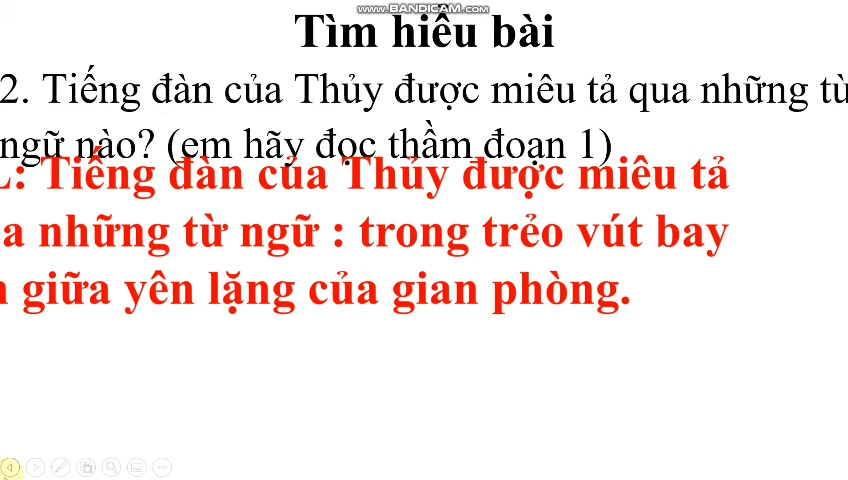 www.BANDICAM.com
Tìm hiểu bài
2. Tiếng đàn của Thủy được miêu tả qua những từ
ngữ nào? (em hãy đọc thầm đoạn 1)
L: Tiếng đàn của Thủy được miêu tả
a những từ ngữ : trong trẻo vút bay
giữa yên lặng của gian phòng.